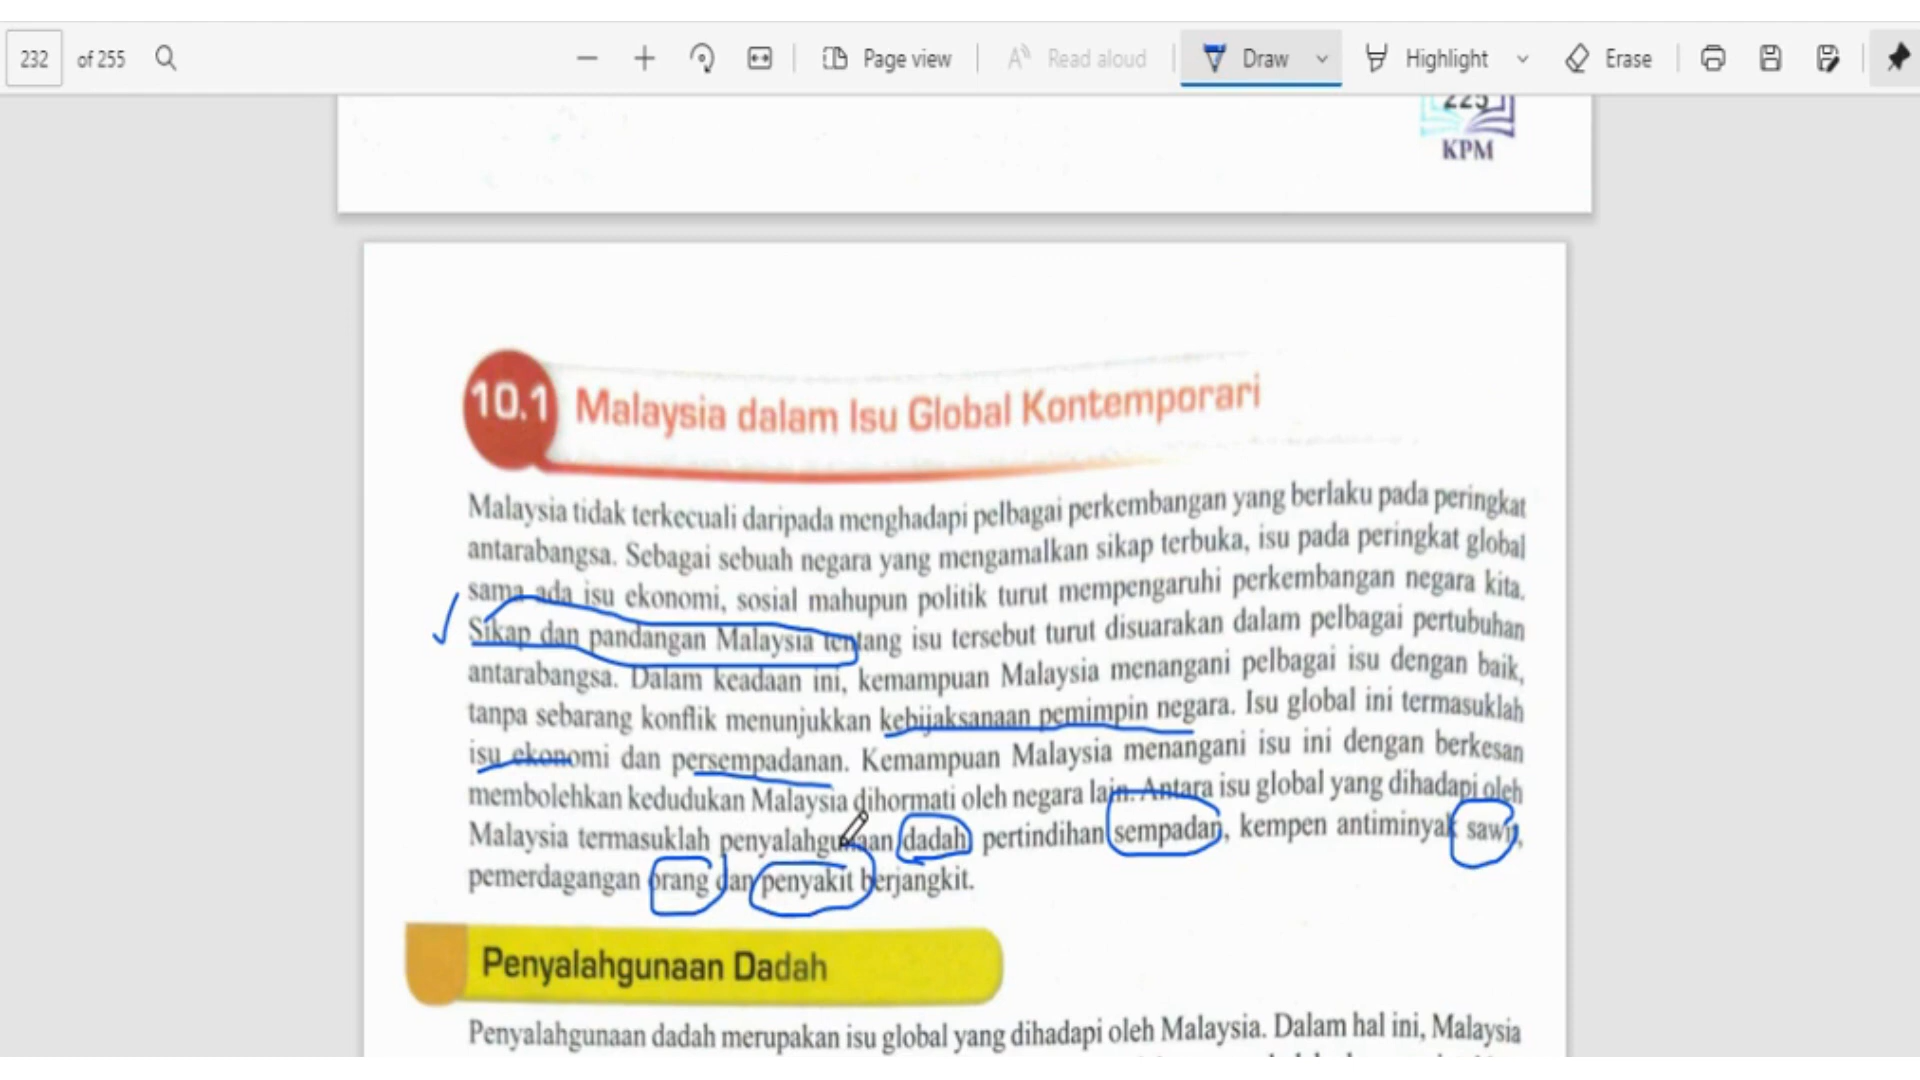 232 of 255 Page view Read aloud Draw Highlight Erase
225
KPM
10.1 Malaysia dalam Isu Global Kontemporari
Malaysia tidak terkecuali daripada menghadapi pelbagai perkembangan yang berlaku pada peringkat
antarabangsa. Sebagai sebuah negara yang mengamalkan sikap terbuka, isu pada peringkat global
sama ada isu ekonomi, sosial mahupun politik turut mempengaruhi perkembangan negara kita.
Sikap dan pandangan Malaysia tentang isu tersebut turut disuarakan dalam pelbagai pertubuhan
antarabangsa. Dalam keadaan ini, kemampuan Malaysia menangani pelbagai isu dengan baik,
tanpa sebarang konflik menunjukkan kebijaksanaan pemimpin negara. Isu global ini termasuklah
isu ekonomi dan persempadanan. Kemampuan Malaysia menangani isu ini dengan berkesan
membolehkan kedudukan Malaysia dihormati oleh negara lain. Antara isu global yang dihadapi oleh
Malaysia termasuklah penyalahgunaan dadah pertindihan sempadan, kempen antiminyak sawit,
pemerdagangan orang dan penyakit berjangkit.
Penyalahgunaan Dadah
Penyalahgunaan dadah merupakan isu global yang dihadapi oleh Malaysia. Dalam hal ini, Malaysia